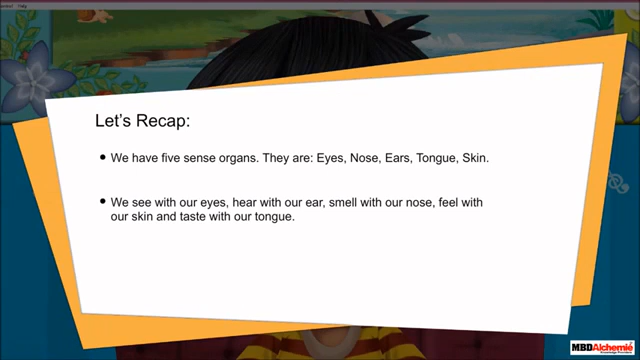 Let's Recap:
• We have five sense organs. They are: Eyes, Nose, Ears, Tongue, Skin.
• We see with our eyes, hear with our ear, smell with our nose, feel with
our skin and taste with our tongue.
MBDAlchemie